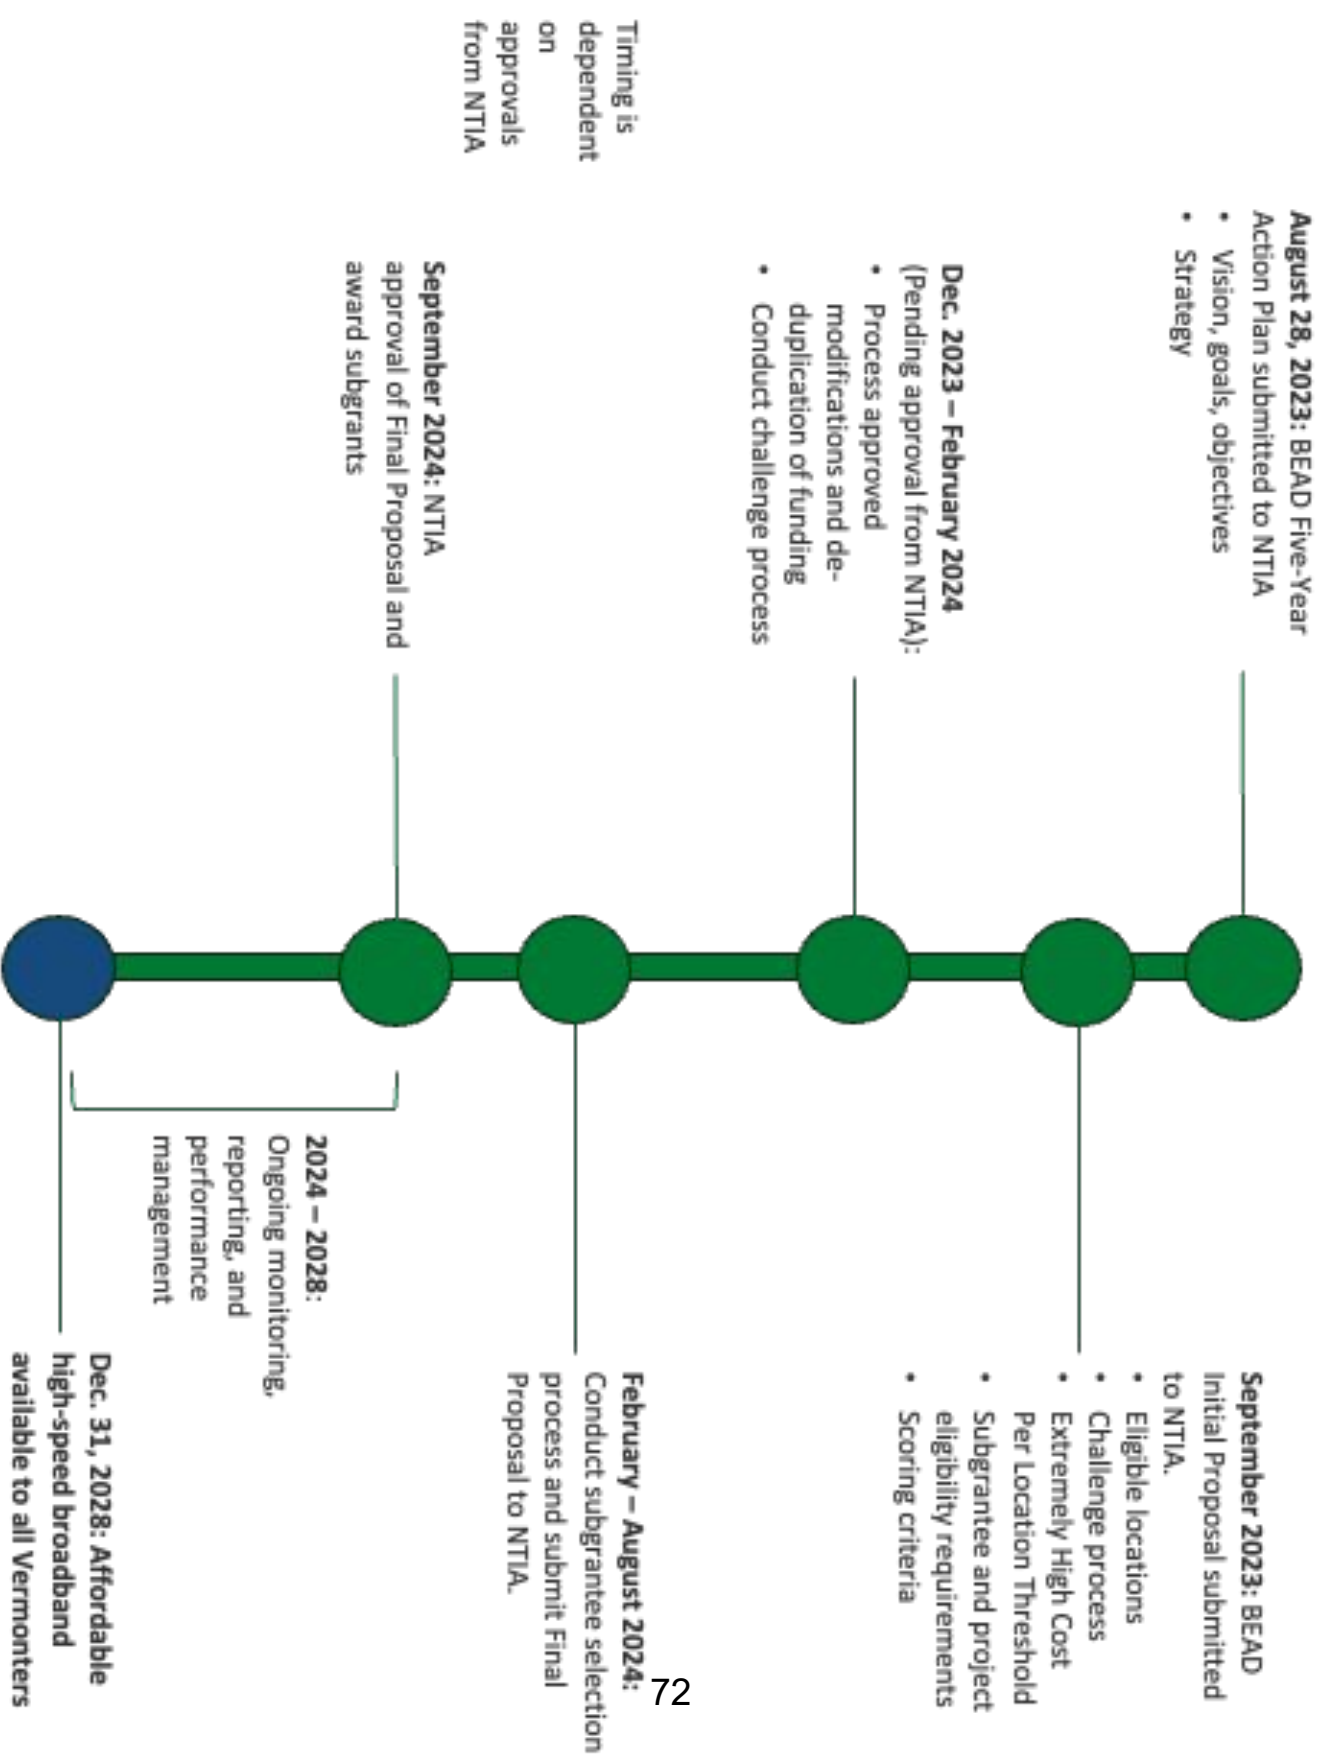 August 28, 2023: BEAD Five-Year
Action Plan submitted to NTIA
• Vision, goals, objectives
• Strategy
September 2023: BEAD
Initial Proposal submitted
to NTIA.
• Eligible locations
• Challenge process
• Extremely High Cost
Per Location Threshold
• Subgrantee and project
eligibility requirements
• Scoring criteria
Dec. 2023 – February 2024
(Pending approval from NTIA):
• Process approved
modifications and de-
duplication of funding
• Conduct challenge process
February – August 2024:
Conduct subgrantee selection
process and submit Final
Proposal to NTIA.
Timing is
dependent
on
approvals
from NTIA
September 2024: NTIA
approval of Final Proposal and
award subgrants
2024 – 2028:
Ongoing monitoring,
reporting, and
performance
management
Dec. 31, 2028: Affordable
high-speed broadband
available to all Vermonters
72